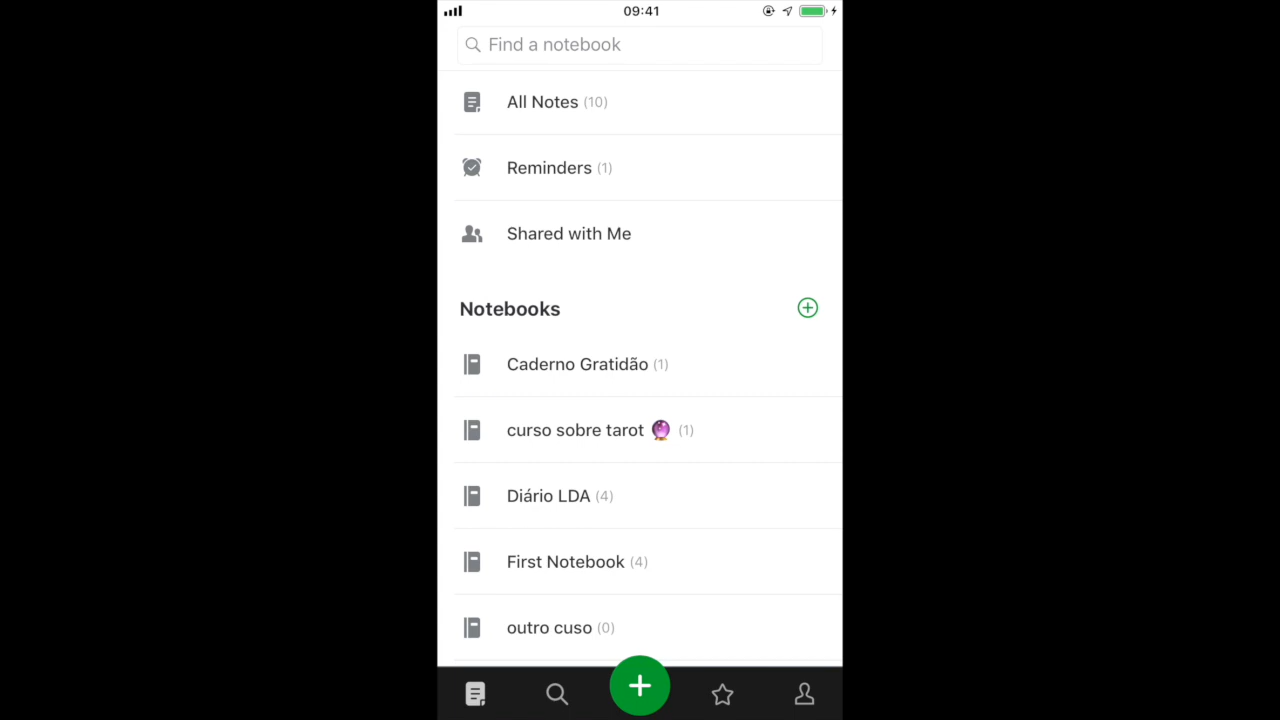 09:41
Find a notebook
All Notes (10)
Reminders (1)
Shared with Me
Notebooks
Caderno Gratidão (1)
curso sobre tarot 🔮 (1)
Diário LDA (4)
First Notebook (4)
outro cuso (0)